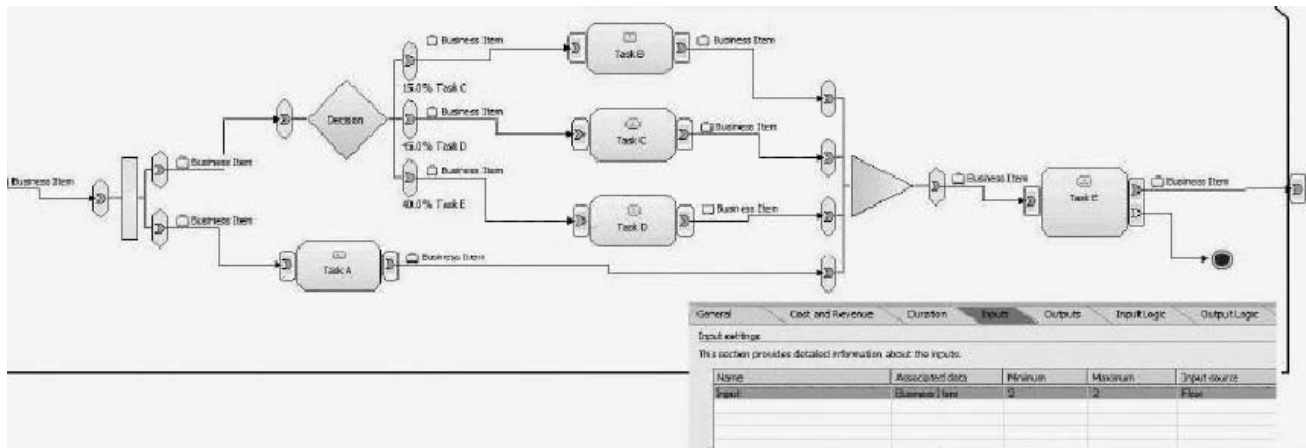 Business Item
Task B
Business Item
15.0% Task C
Business Item
Decision
Business Item
Task C
Business Item
Business Item
45.0% Task D
Business Item
Business Item
Business Item
Business Item
Task E
Business Item
40.0% Task E
Business Item
Task D
Business Item
Task A
Business Item
General Cost and Revenue Duration Inputs Outputs Input Logic Output Logic
Input settings
This section provides detailed information about the inputs.
Name Associated data Minimum Maximum Input source
Input Business Item 2 2 Flow